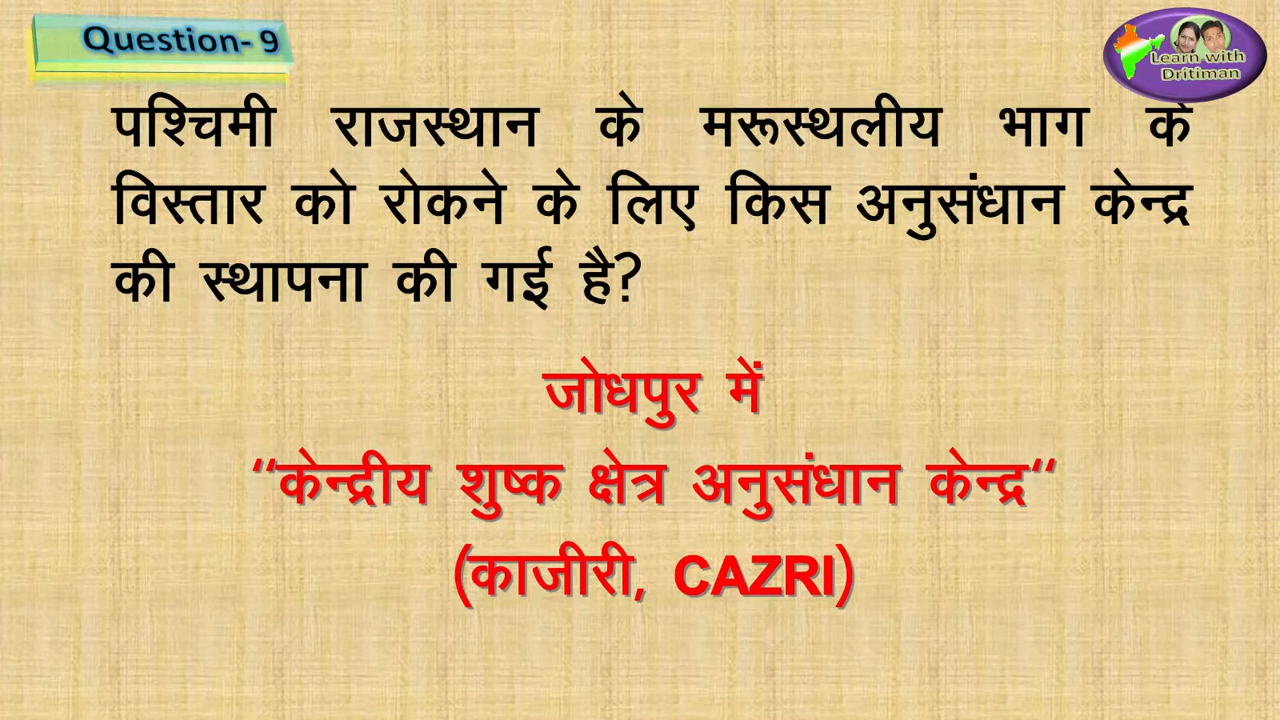 Question- 9
Learn with
Dritiman
पश्चिमी राजस्थान के मरूस्थलीय भाग के
विस्तार को रोकने के लिए किस अनुसंधान केन्द्र
की स्थापना की गई है?
जोधपुर में
“केन्द्रीय शुष्क क्षेत्र अनुसंधान केन्द्र“
(काजीरी, CAZRI)